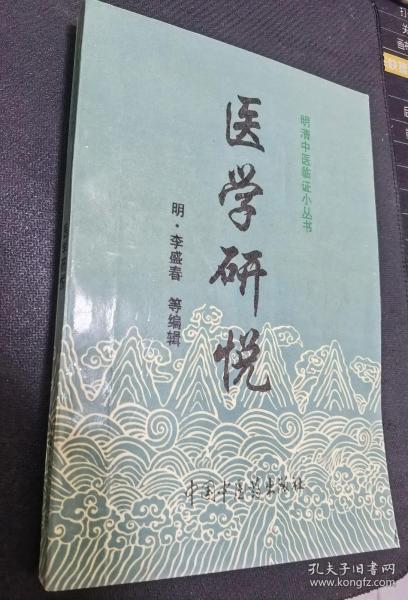 明清中医临证小丛书
医学研悦
明·李盛春 等编辑
中国中医药出版社
孔夫子旧书网
www.kongfz.com